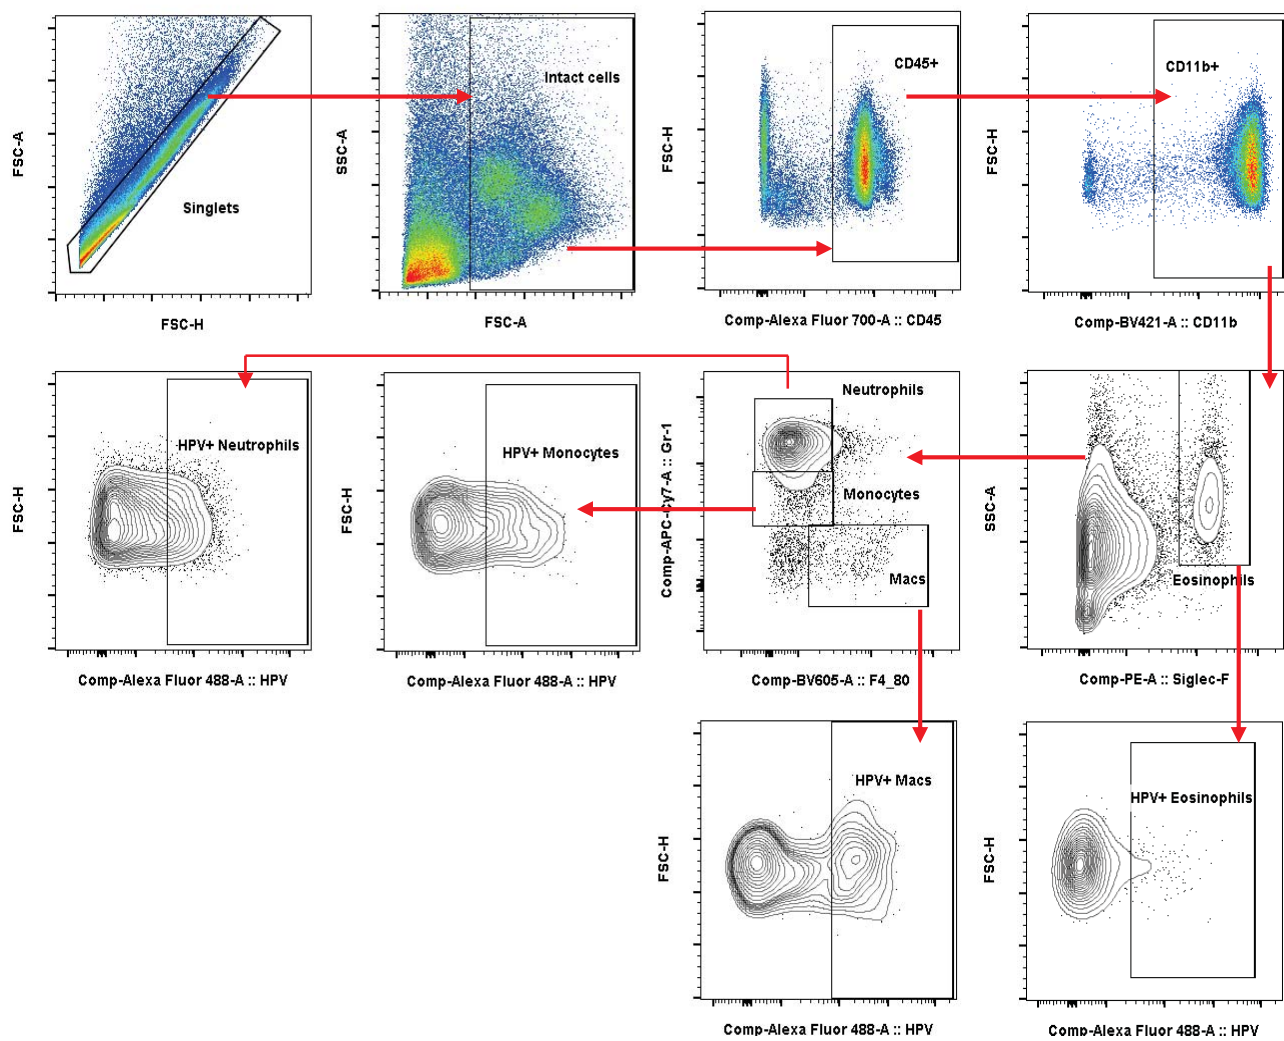 FSC-A
Singlets
FSC-H
SSC-A
Intact cells
FSC-A
FSC-H
CD45+
Comp-Alexa Fluor 700-A :: CD45
FSC-H
CD11b+
Comp-BV421-A :: CD11b
FSC-H
HPV+ Neutrophils
Comp-Alexa Fluor 488-A :: HPV
FSC-H
HPV+ Monocytes
Comp-Alexa Fluor 488-A :: HPV
Comp-APC-Cy7-A :: Gr-1
Neutrophils
Monocytes
Macs
Comp-BV605-A :: F4_80
SSC-A
Eosinophils
Comp-PE-A :: Siglec-F
FSC-H
HPV+ Macs
Comp-Alexa Fluor 488-A :: HPV
FSC-H
HPV+ Eosinophils
Comp-Alexa Fluor 488-A :: HPV